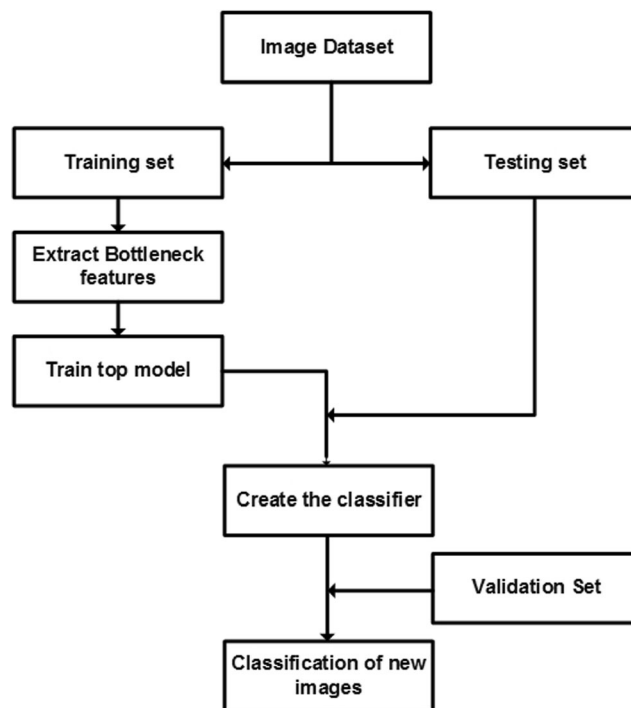 Image Dataset
Training set
Testing set
Extract Bottleneck
features
Train top model
Create the classifier
Validation Set
Classification of new
images